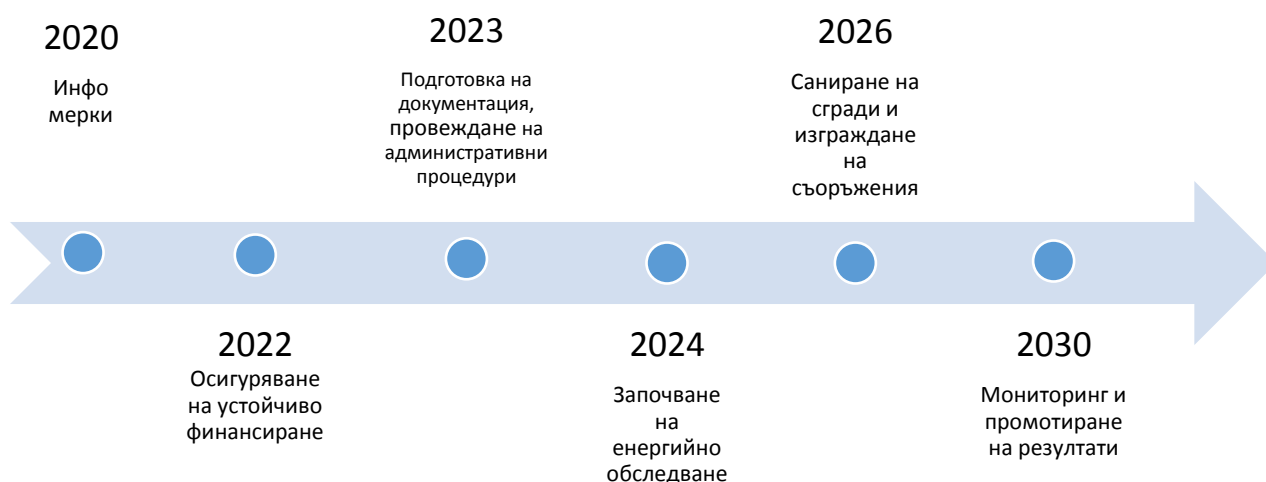 2020
Инфо
мерки
2022
Осигуряване
на устойчиво
финансиране
2023
Подготовка на
документация,
провеждане на
административни
процедури
2024
Започване
на
енергийно
обследване
2026
Саниране на
сгради и
изграждане
на
съоръжения
2030
Мониторинг и
промотиране
на резултати